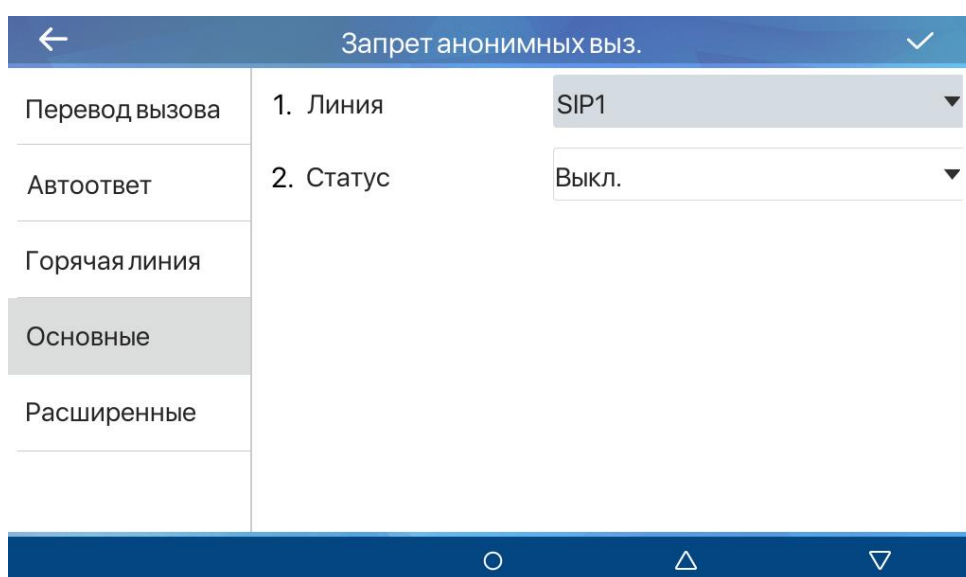 Запрет анонимных выз.
Перевод вызова
Автоответ
Горячая линия
Основные
Расширенные
1. Линия
SIP1
2. Статус
Выкл.